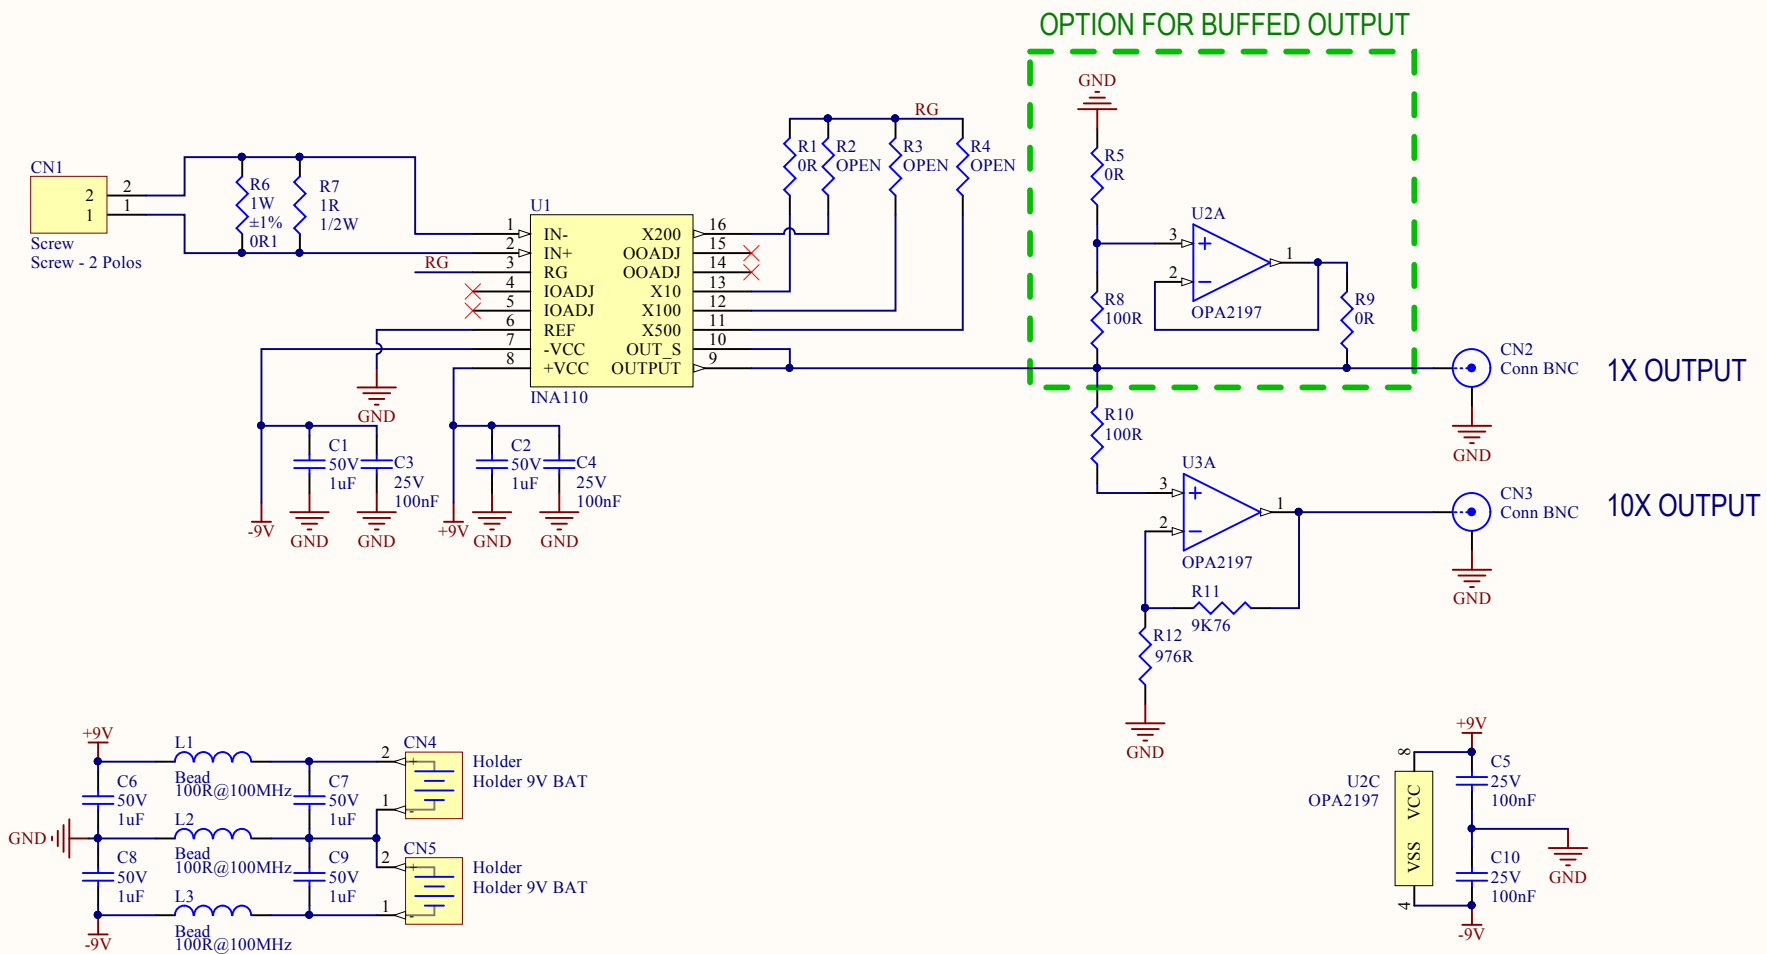 OPTION FOR BUFFED OUTPUT
GND
R5
0R
U2A
3
1
2
OPA2197
R8
100R
R9
0R
CN1
2
1
2
1
Screw
Screw - 2 Polos
R6
1W
±1%
0R1
R7
1R
1/2W
RG
RG
R1
0R
R2
OPEN
R3
OPEN
R4
OPEN
U1
1 IN- X200 16
2 IN+ OOADJ 15
3 RG OOADJ 14
4 IOADJ X10 13
5 IOADJ X100 12
6 REF X500 11
7 -VCC OUT_S 10
8 +VCC OUTPUT 9
INA110
GND
C1
50V
1uF
C3
25V
100nF
-9V
GND
GND
C2
50V
1uF
C4
25V
100nF
+9V
GND
GND
CN2
Conn BNC
1X OUTPUT
GND
R10
100R
U3A
3
1
2
OPA2197
CN3
Conn BNC
10X OUTPUT
GND
R11
9K76
R12
976R
GND
+9V
L1
Bead
100R@100MHz
C6
50V
1uF
C7
50V
1uF
GND
L2
Bead
100R@100MHz
C8
50V
1uF
C9
50V
1uF
L3
Bead
100R@100MHz
-9V
CN4
2
+
1
-
Holder
Holder 9V BAT
CN5
2
+
1
-
Holder
Holder 9V BAT
+9V
8
U2C
OPA2197
VCC
VSS
4
C5
25V
100nF
C10
25V
100nF
GND
-9V